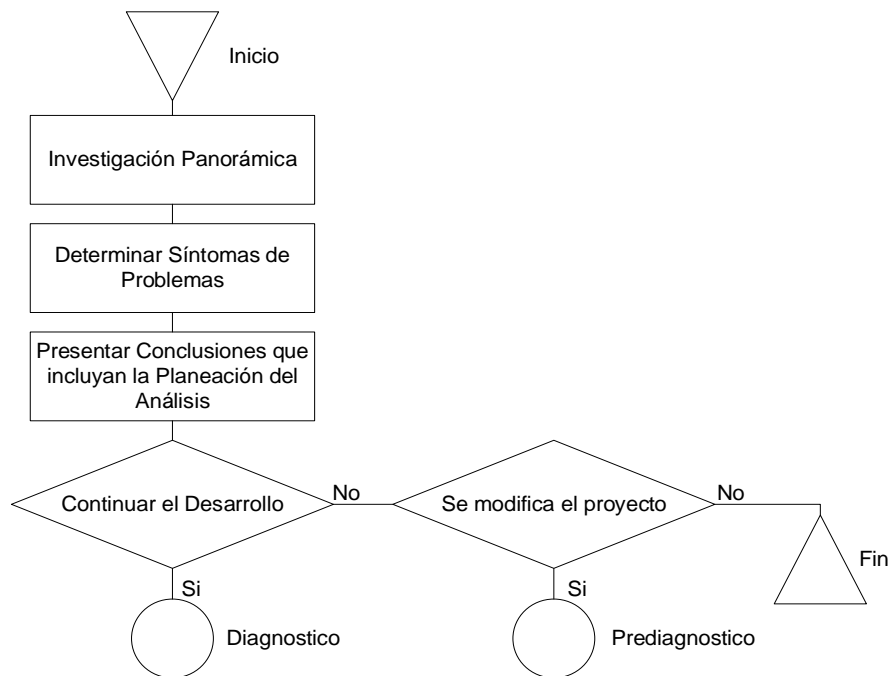 Inicio
Investigación Panorámica
Determinar Síntomas de
Problemas
Presentar Conclusiones que
incluyan la Planeación del
Análisis
Continuar el Desarrollo
No
Se modifica el proyecto
No
Fin
Si
Diagnostico
Si
Prediagnostico